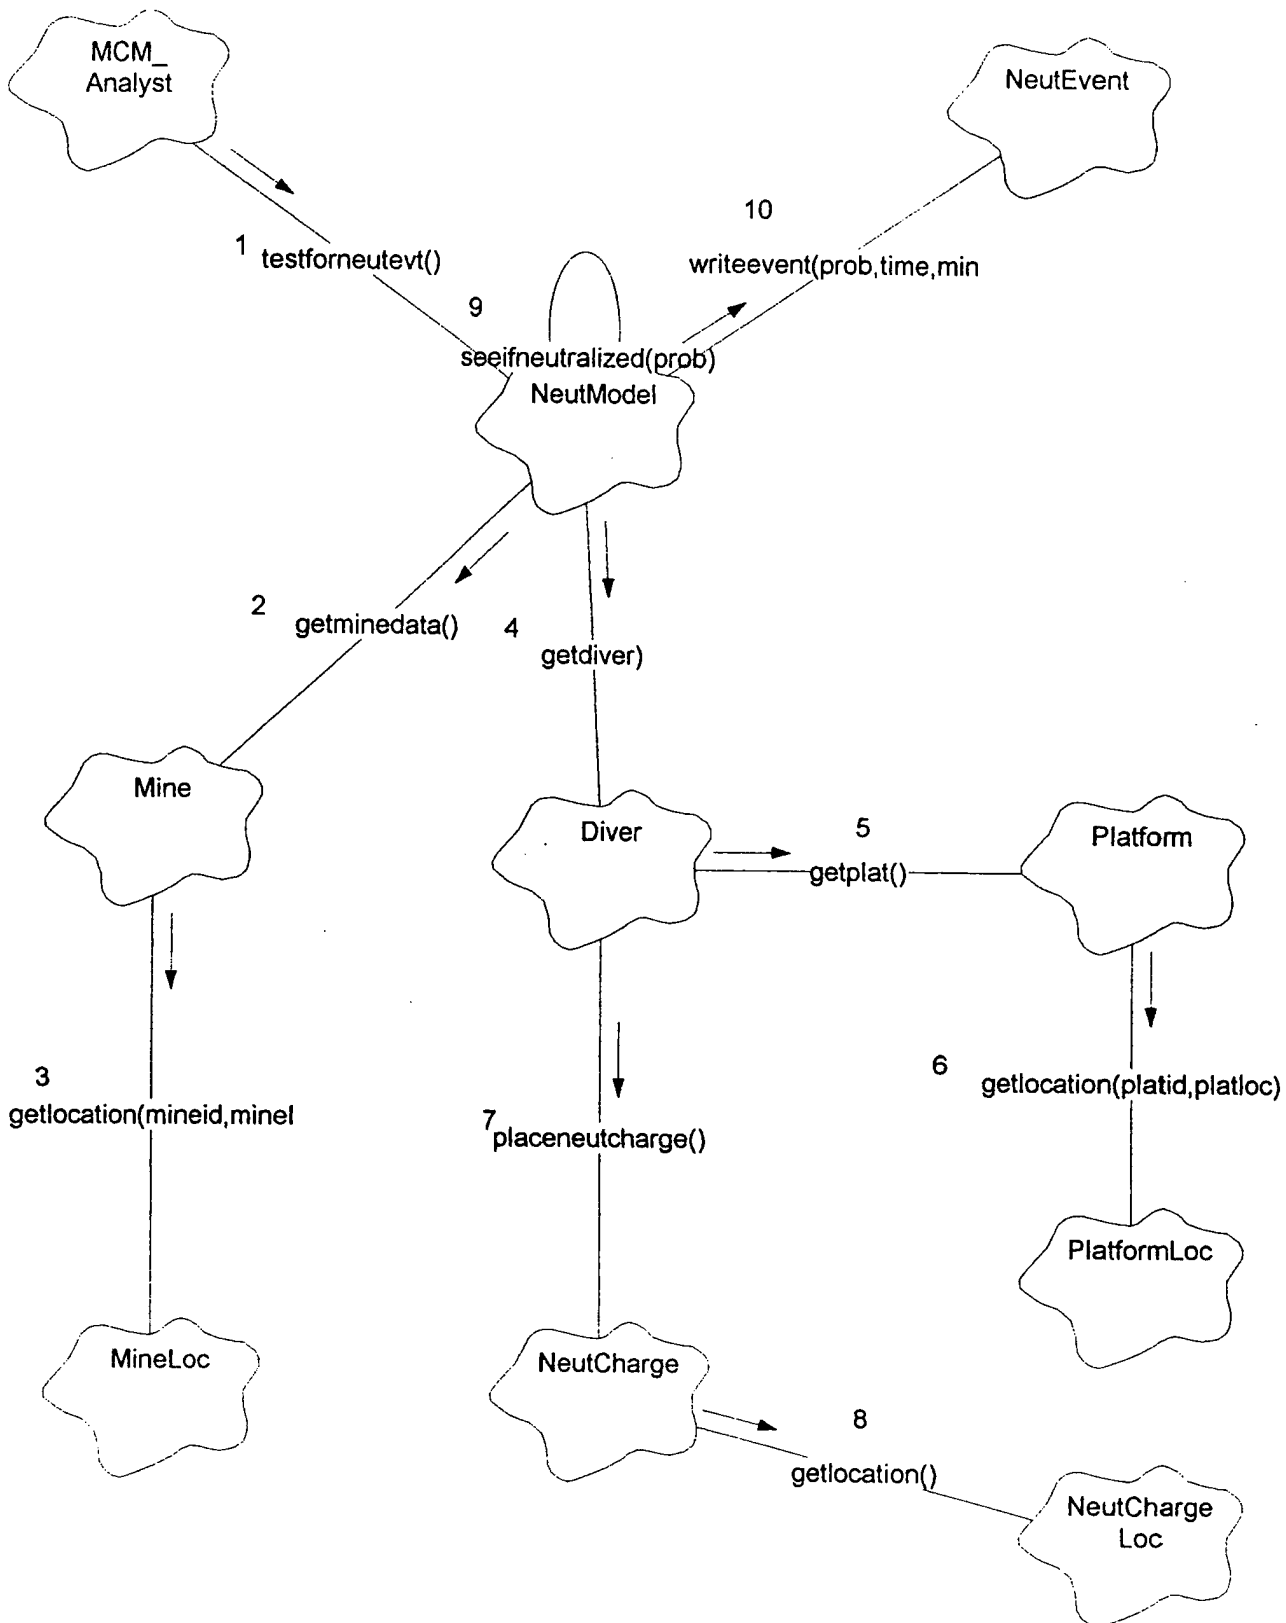 MCM_
Analyst
NeutEvent
10
1 testforneutevt()
writeevent(prob,time,min
9
seeifneutralized(prob)
NeutModel
2
getminedata()
4
getdiver)
Mine
Diver
5
getplat()
Platform
3
getlocation(mineid,minel
6
getlocation(platid,platloc)
7
placeneutcharge()
PlatformLoc
MineLoc
NeutCharge
8
getlocation()
NeutCharge
Loc